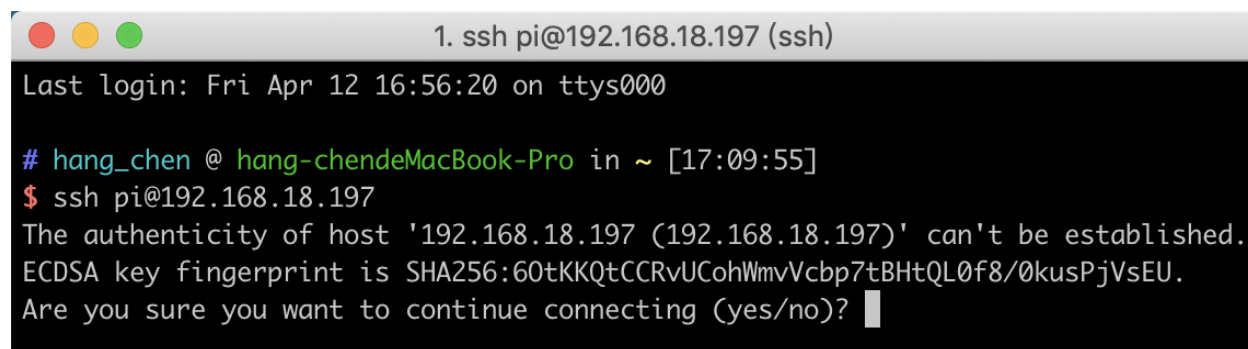 1. ssh pi@192.168.18.197 (ssh)
Last login: Fri Apr 12 16:56:20 on ttys000
# hang_chen @ hang-chendeMacBook-Pro in ~ [17:09:55]
$ ssh pi@192.168.18.197
The authenticity of host '192.168.18.197 (192.168.18.197)' can't be established.
ECDSA key fingerprint is SHA256:6OtKKQtCCRvUCohWmvVcbp7tBHtQL0f8/0kusPjVsEU.
Are you sure you want to continue connecting (yes/no)?